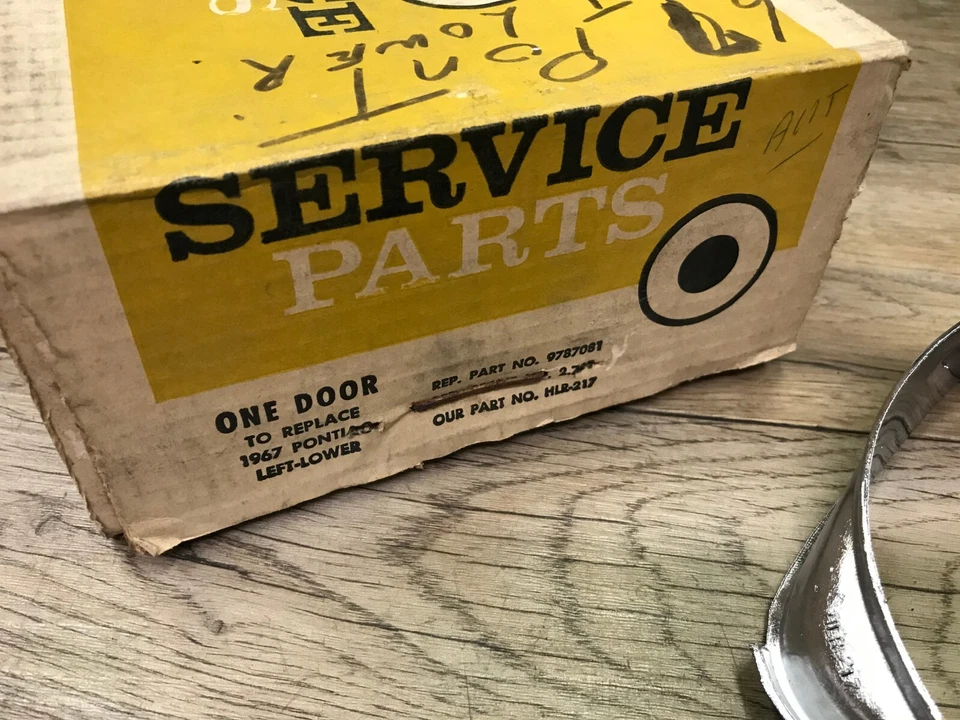 PONT
LOWER
AUT
SERVICE
PARTS
ONE DOOR
TO REPLACE
1967 PONTIAC
LEFT-LOWER
REP. PART NO. 9787081
OUR PART NO. HLR-217